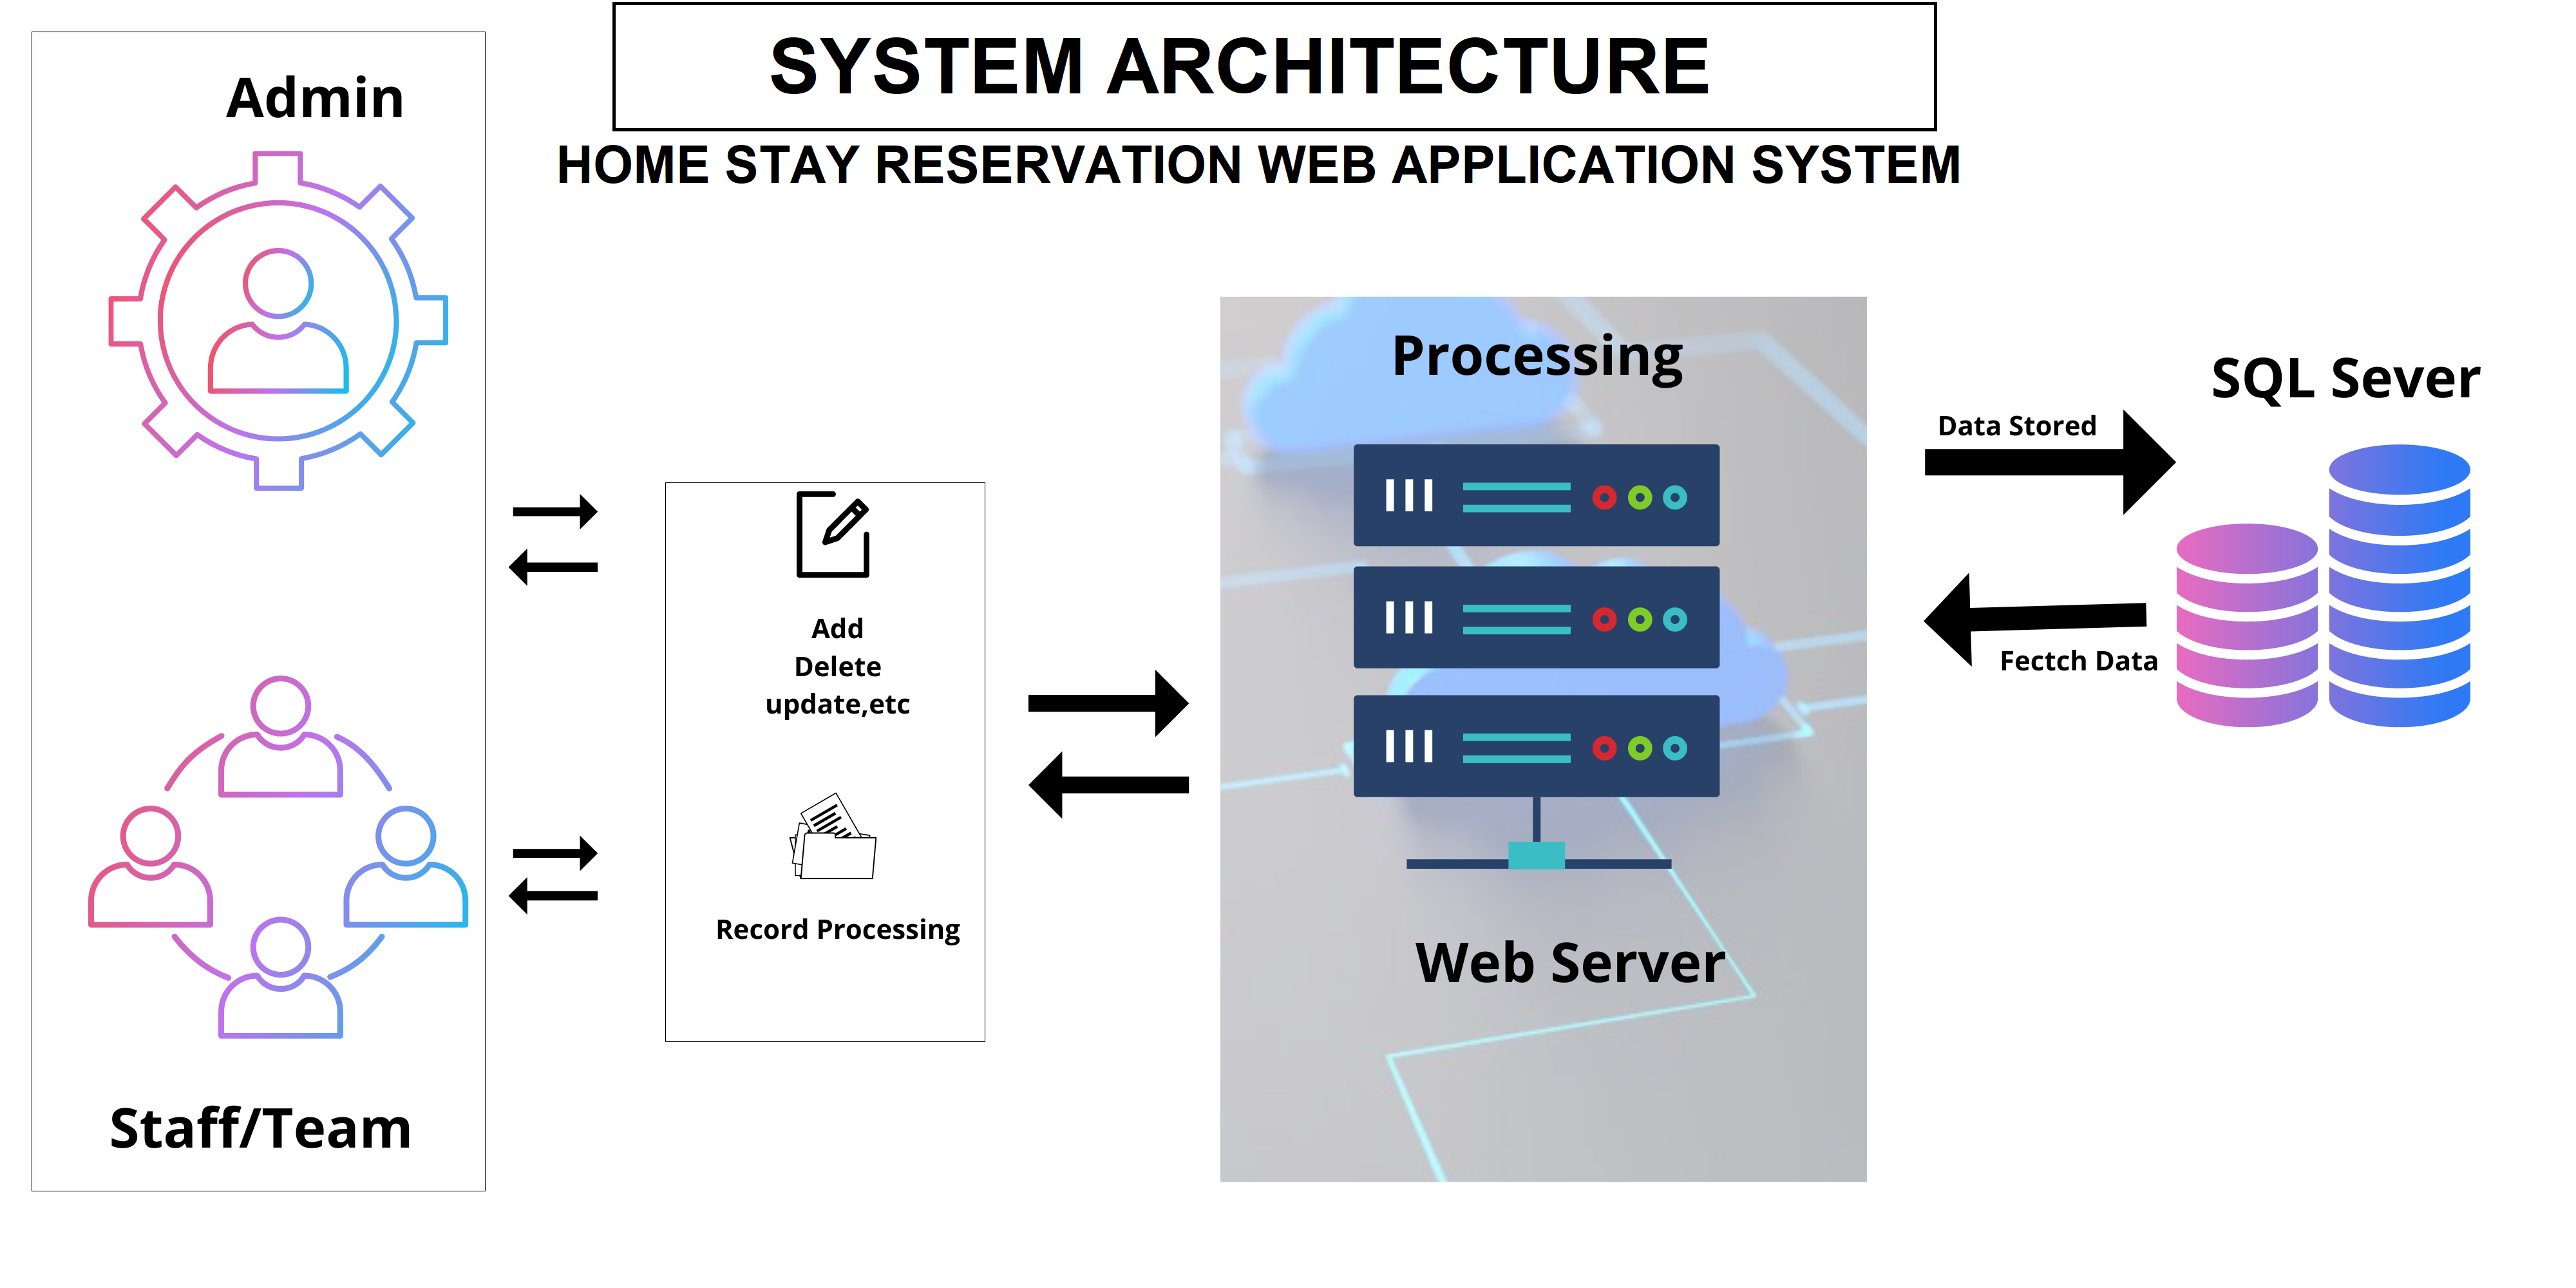 SYSTEM ARCHITECTURE
HOME STAY RESERVATION WEB APPLICATION SYSTEM
Admin
Staff/Team
Add
Delete
update,etc
Record Processing
Processing
Web Server
Data Stored
Fectch Data
SQL Sever